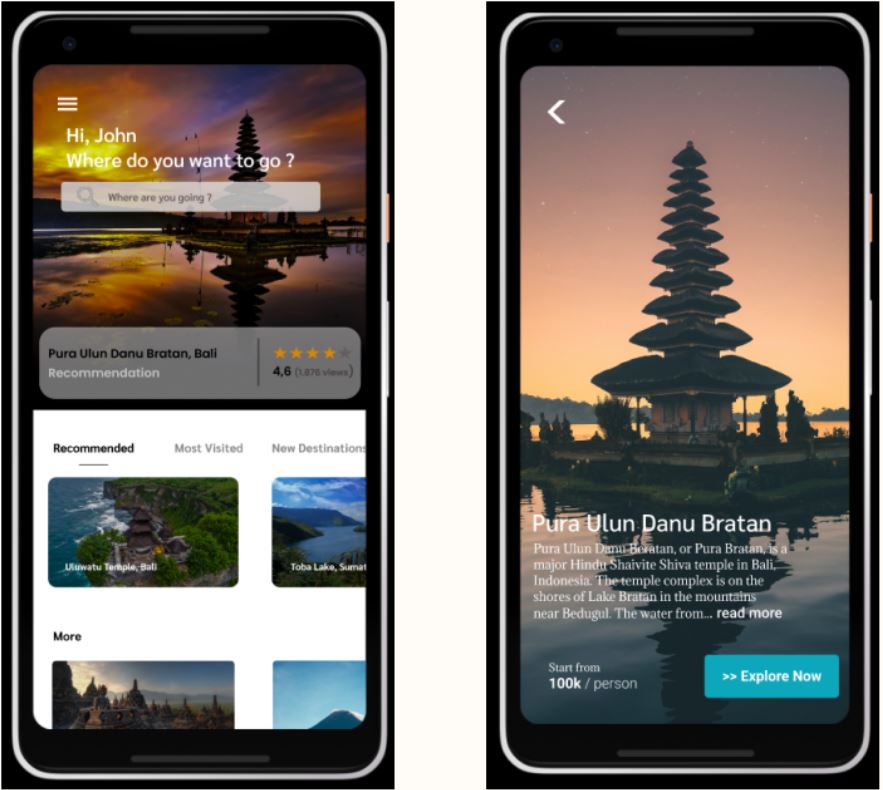 Hi, John
Where do you want to go ?
Where are you going ?
Pura Ulun Danu Bratan, Bali
Recommendation
4,6 (1.876 views)
Recommended Most Visited New Destinations
Uluwatu Temple, Bali
Toba Lake, Sumat
More
Pura Ulun Danu Bratan
Pura Ulun Danu Beratan, or Pura Bratan, is a
major Hindu Shaivite Shiva temple in Bali,
Indonesia. The temple complex is on the
shores of Lake Bratan in the mountains
near Bedugul. The water from... read more
Start from
100k / person
>> Explore Now